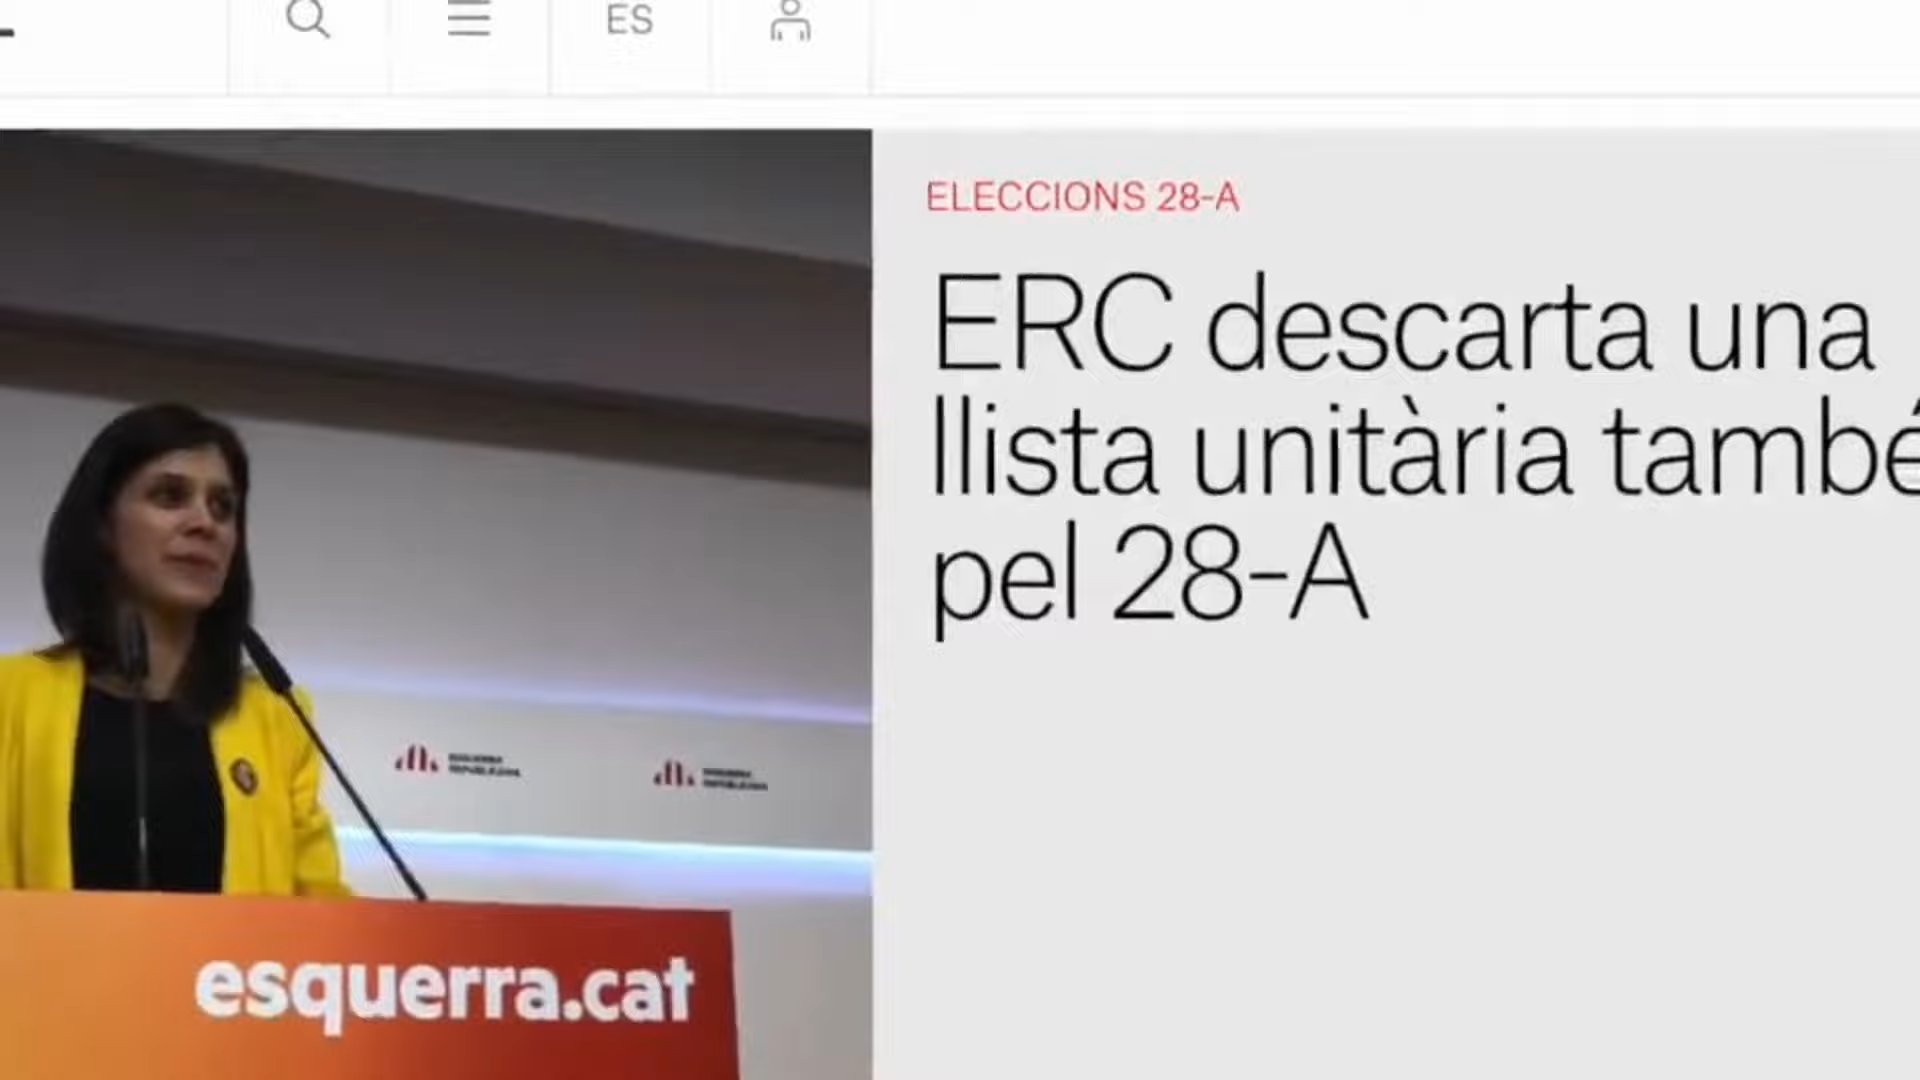 ES
ELECCIONS 28-A
ERC descarta una
llista unitària també
pel 28-A
esquerra.cat